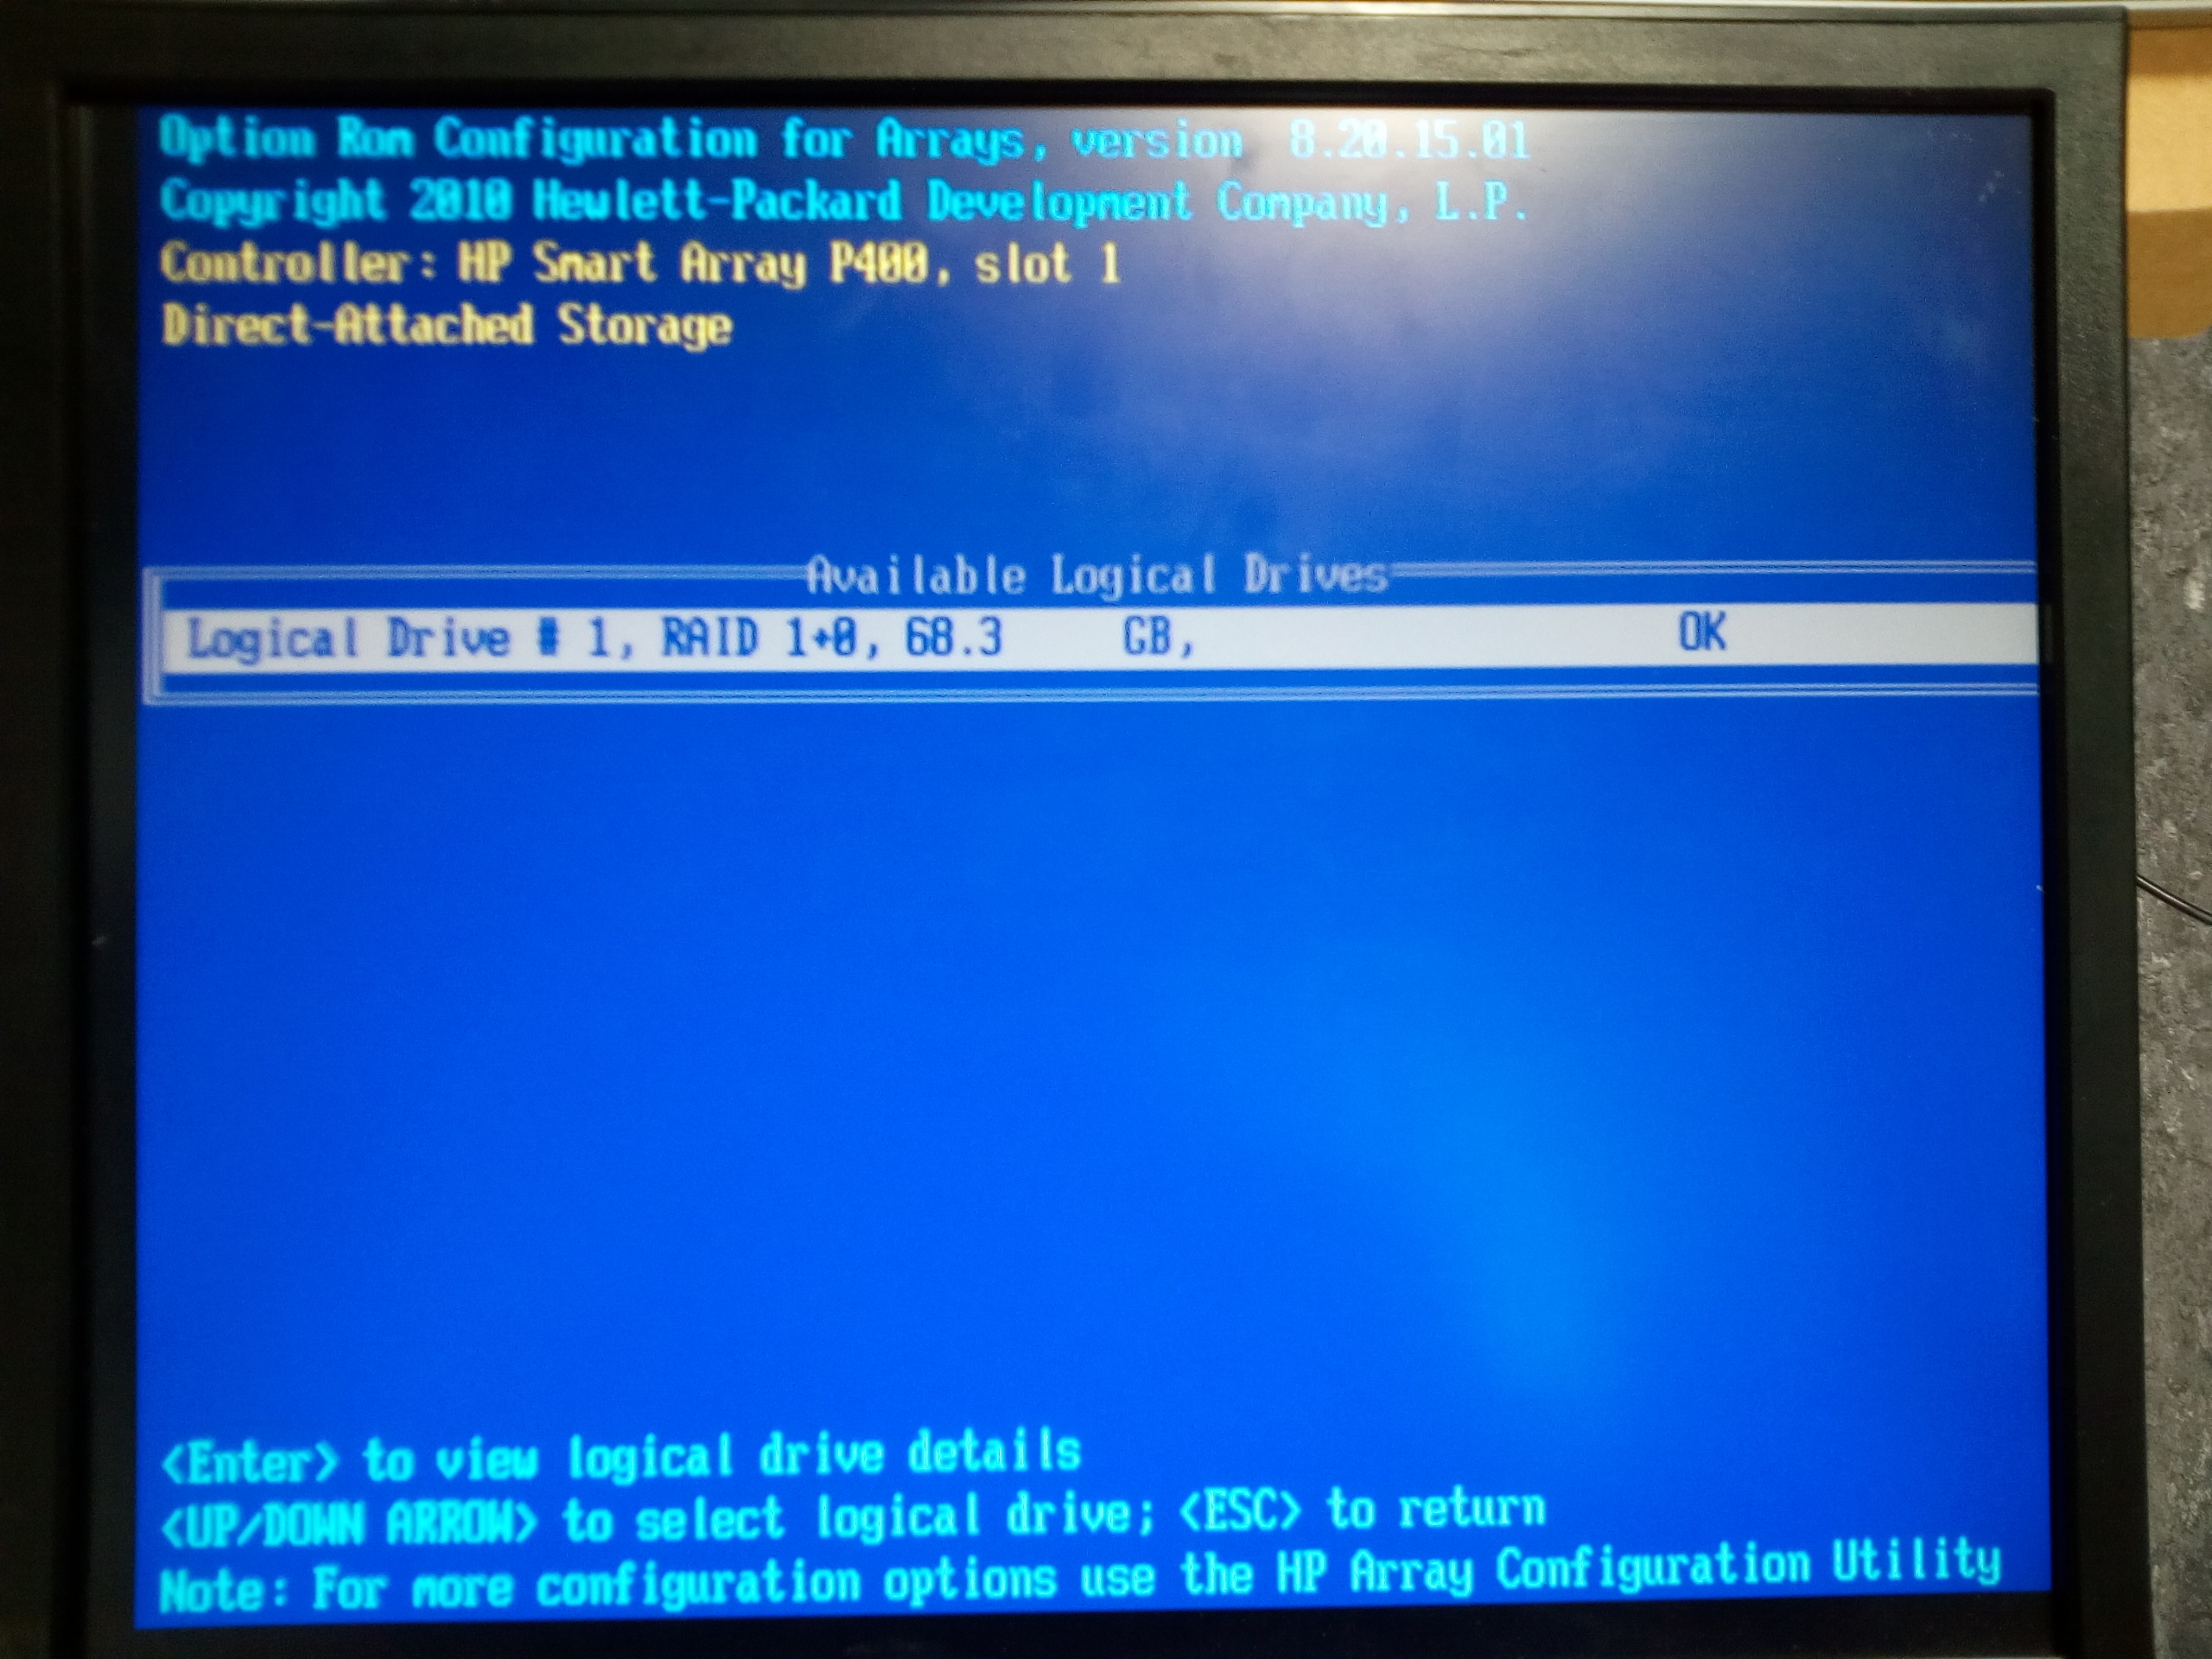 Option Rom Configuration for Arrays, version  8.20.15.01
Copyright 2010 Hewlett-Packard Development Company, L.P.
Controller: HP Smart Array P400, slot 1
Direct-Attached Storage
Available Logical Drives
Logical Drive # 1, RAID 1+0, 68.3 GB, OK
<Enter> to view logical drive details
<UP/DOWN ARROW> to select logical drive; <ESC> to return
Note: For more configuration options use the HP Array Configuration Utility